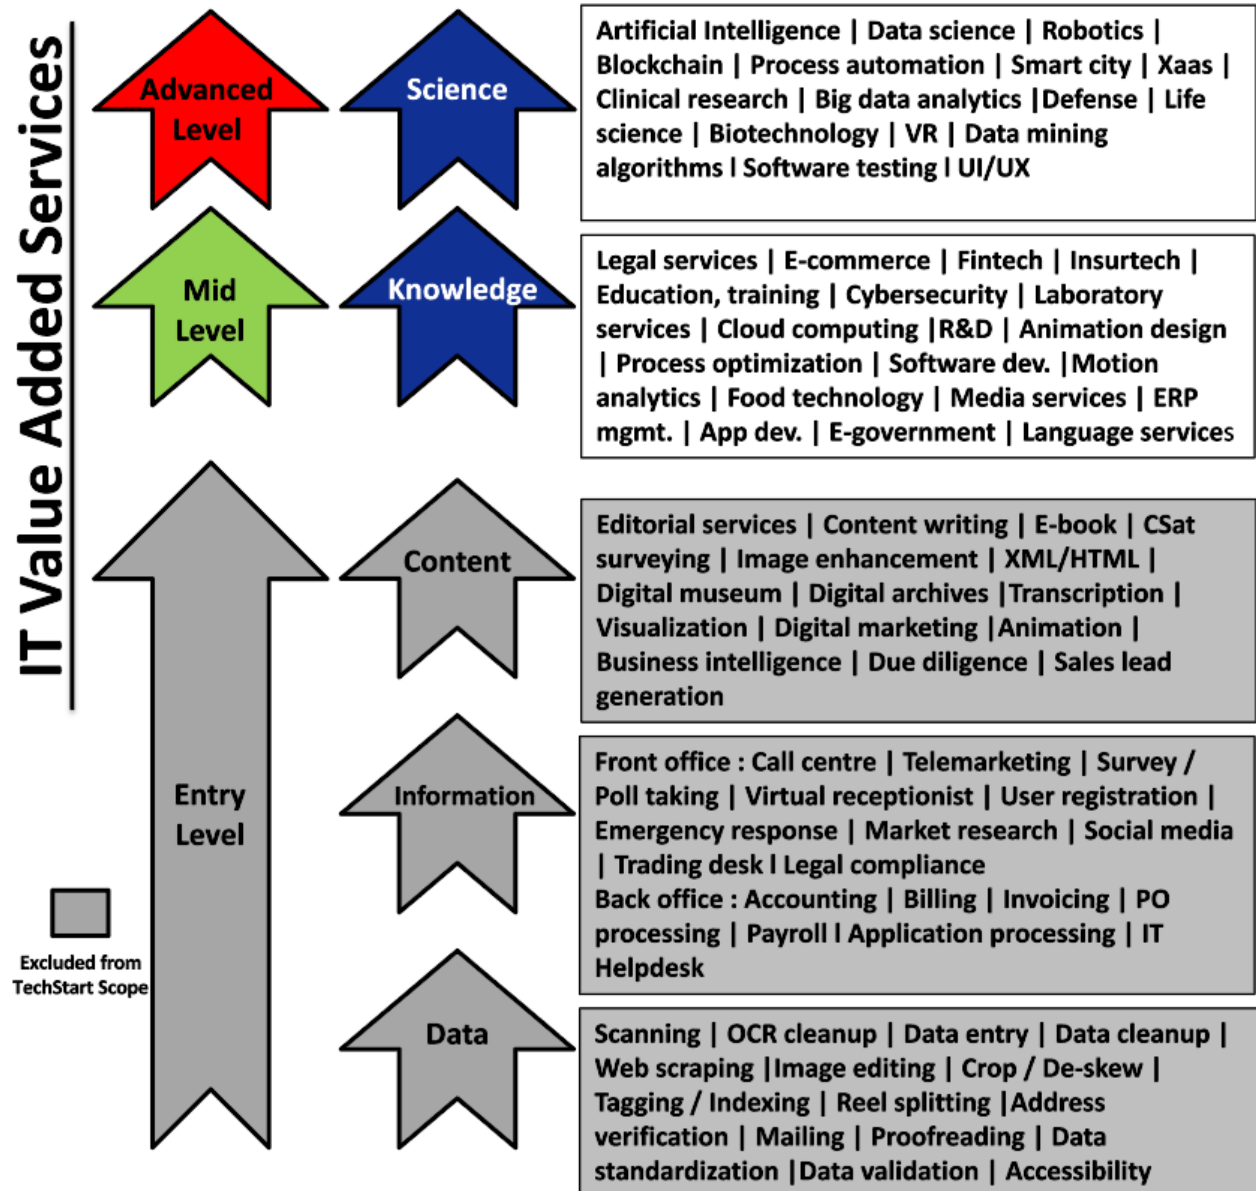 IT Value Added Services
Advanced
Level
Science
Artificial Intelligence | Data science | Robotics |
Blockchain | Process automation | Smart city | Xaas |
Clinical research | Big data analytics |Defense | Life
science | Biotechnology | VR | Data mining
algorithms l Software testing l UI/UX
Mid
Level
Knowledge
Legal services | E-commerce | Fintech | Insurtech |
Education, training | Cybersecurity | Laboratory
services | Cloud computing |R&D | Animation design
| Process optimization | Software dev. |Motion
analytics | Food technology | Media services | ERP
mgmt. | App dev. | E-government | Language services
Entry
Level
Content
Editorial services | Content writing | E-book | CSat
surveying | Image enhancement | XML/HTML |
Digital museum | Digital archives |Transcription |
Visualization | Digital marketing |Animation |
Business intelligence | Due diligence | Sales lead
generation
Information
Front office : Call centre | Telemarketing | Survey /
Poll taking | Virtual receptionist | User registration |
Emergency response | Market research | Social media
| Trading desk l Legal compliance
Back office : Accounting | Billing | Invoicing | PO
processing | Payroll l Application processing | IT
Helpdesk
Data
Scanning | OCR cleanup | Data entry | Data cleanup |
Web scraping |Image editing | Crop / De-skew |
Tagging / Indexing | Reel splitting |Address
verification | Mailing | Proofreading | Data
standardization |Data validation | Accessibility
Excluded from
TechStart Scope